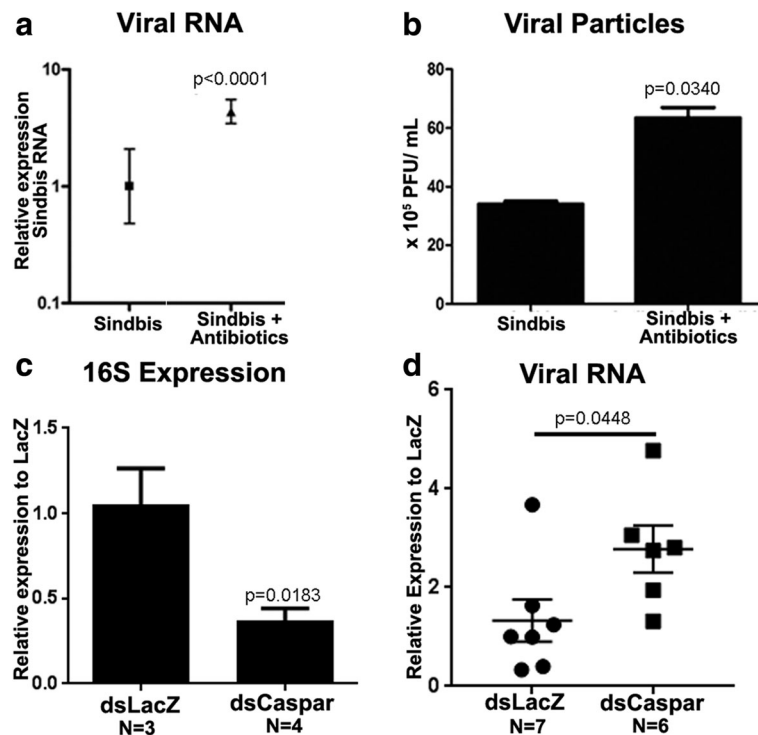 a
Viral RNA
Relative expression
Sindbis RNA
10
1
0.1
p<0.0001
Sindbis
Sindbis +
Antibiotics
b
Viral Particles
x 10⁵ PFU/ mL
80
60
40
20
0
p=0.0340
Sindbis
Sindbis +
Antibiotics
c
16S Expression
Relative expression to LacZ
1.5
1.0
0.5
0.0
p=0.0183
dsLacZ
N=3
dsCaspar
N=4
d
Viral RNA
Relative Expression to LacZ
6
4
2
0
p=0.0448
dsLacZ
N=7
dsCaspar
N=6